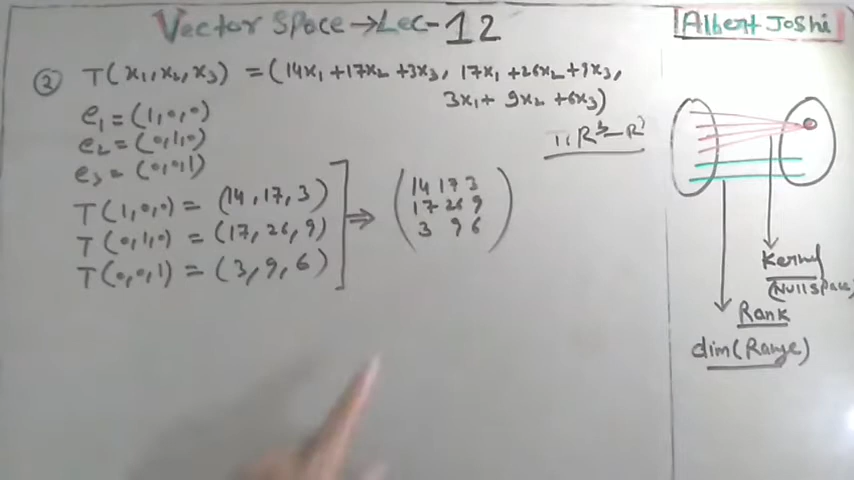 Vector Space → Lec-12
Albert Joshi
② T(x₁,x₂,x₃) = (14x₁+17x₂+3x₃, 17x₁+26x₂+9x₃,
3x₁+9x₂+6x₃)
e₁=(1,0,0)
T:R³–R³
e₂=(0,1,0)
e₃=(0,0,1)
T(1,0,0) = (14,17,3)
T(0,1,0) = (17,26,9)
T(0,0,1) = (3,9,6)
⇒
14 17 3
17 26 9
3 9 6
Kernel
(Null space)
Rank
dim(Range)